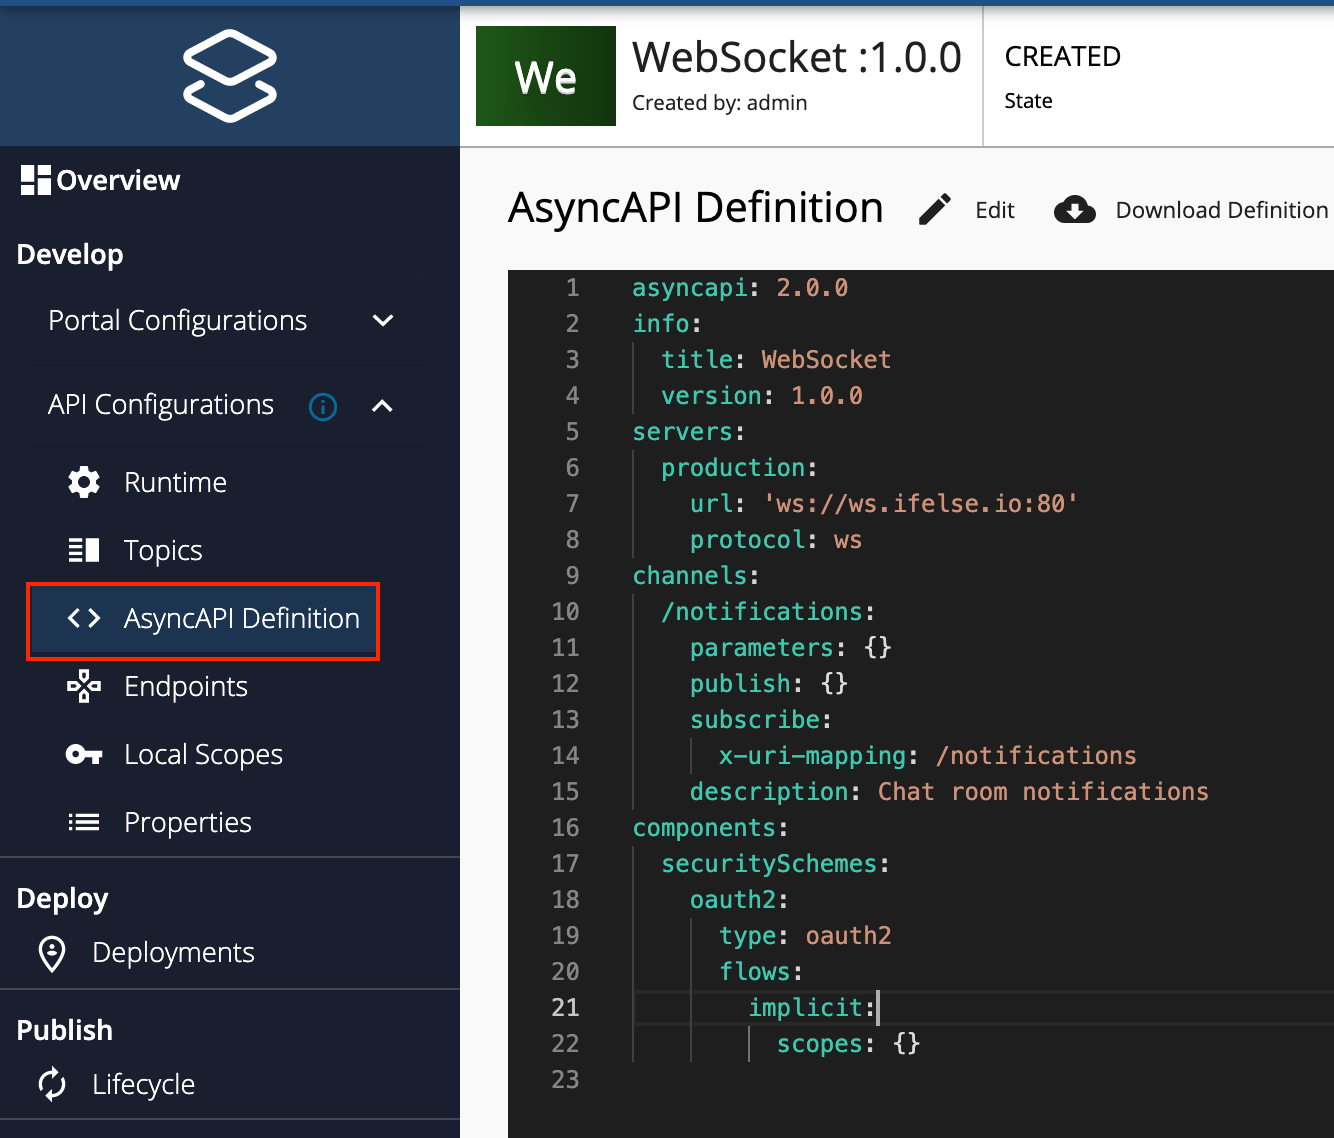 We
WebSocket :1.0.0
Created by: admin
CREATED
State
Overview
Develop
Portal Configurations
API Configurations
Runtime
Topics
AsyncAPI Definition
Endpoints
Local Scopes
Properties
Deploy
Deployments
Publish
Lifecycle
AsyncAPI Definition
Edit
Download Definition
1 asyncapi: 2.0.0
2 info:
3   title: WebSocket
4   version: 1.0.0
5 servers:
6   production:
7     url: 'ws://ws.ifelse.io:80'
8     protocol: ws
9 channels:
10   /notifications:
11     parameters: {}
12     publish: {}
13     subscribe:
14       x-uri-mapping: /notifications
15     description: Chat room notifications
16 components:
17   securitySchemes:
18     oauth2:
19       type: oauth2
20       flows:
21         implicit:
22           scopes: {}
23